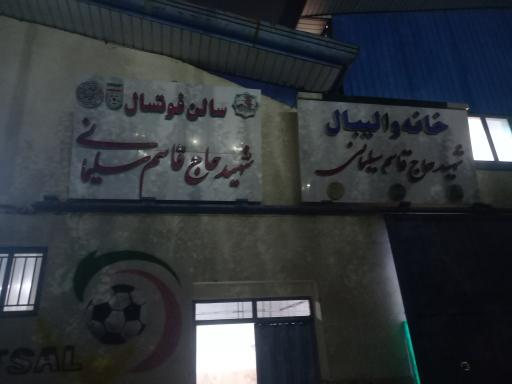 خانه والیبال
شهید حاج قاسم سلیمانی
سالن فوتسال
شهید حاج قاسم سلیمانی
TSAL